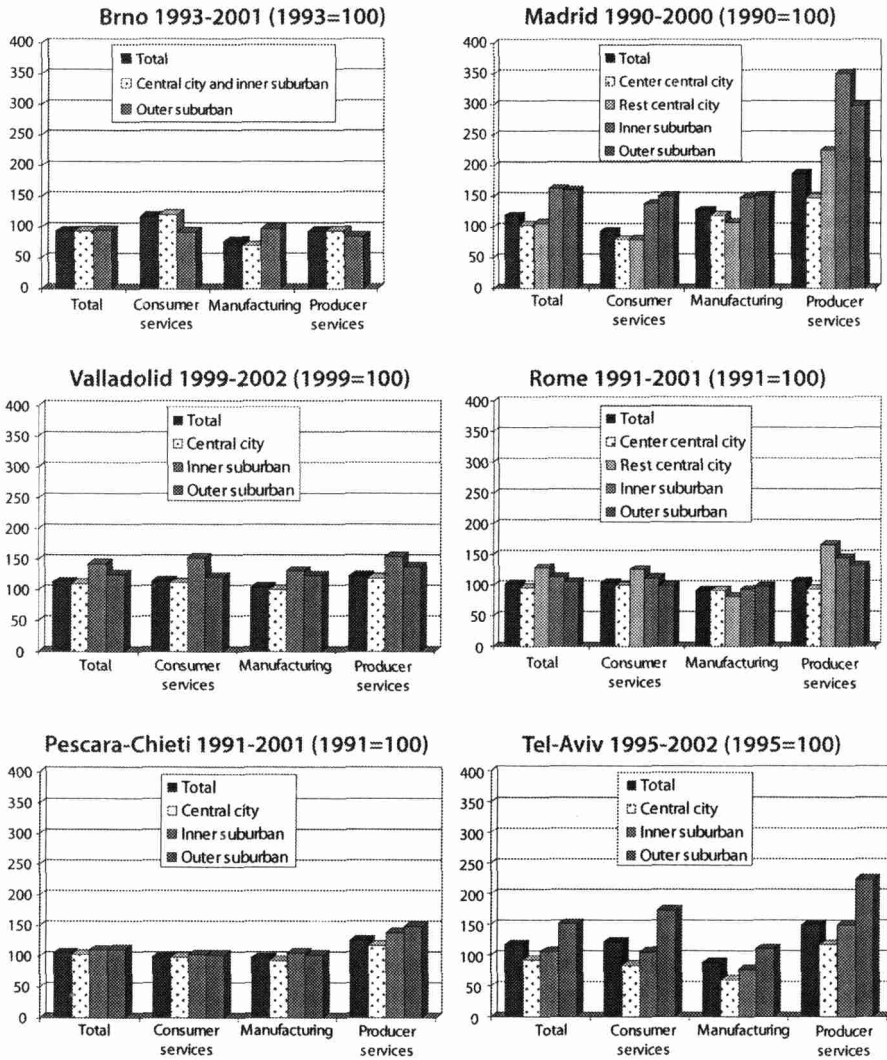 Brno 1993-2001 (1993=100)
400
350
300
250
200
150
100
50
0
Total
Central city and inner suburban
Outer suburban
Total
Consumer services
Manufacturing
Producer services
Madrid 1990-2000 (1990=100)
400
350
300
250
200
150
100
50
0
Total
Center central city
Rest central city
Inner suburban
Outer suburban
Total
Consumer services
Manufacturing
Producer services
Valladolid 1999-2002 (1999=100)
400
350
300
250
200
150
100
50
0
Total
Central city
Inner suburban
Outer suburban
Total
Consumer services
Manufacturing
Producer services
Rome 1991-2001 (1991=100)
400
350
300
250
200
150
100
50
0
Total
Center central city
Rest central city
Inner suburban
Outer suburban
Total
Consumer services
Manufacturing
Producer services
Pescara-Chieti 1991-2001 (1991=100)
400
350
300
250
200
150
100
50
0
Total
Central city
Inner suburban
Outer suburban
Total
Consumer services
Manufacturing
Producer services
Tel-Aviv 1995-2002 (1995=100)
400
350
300
250
200
150
100
50
0
Total
Central city
Inner suburban
Outer suburban
Total
Consumer services
Manufacturing
Producer services